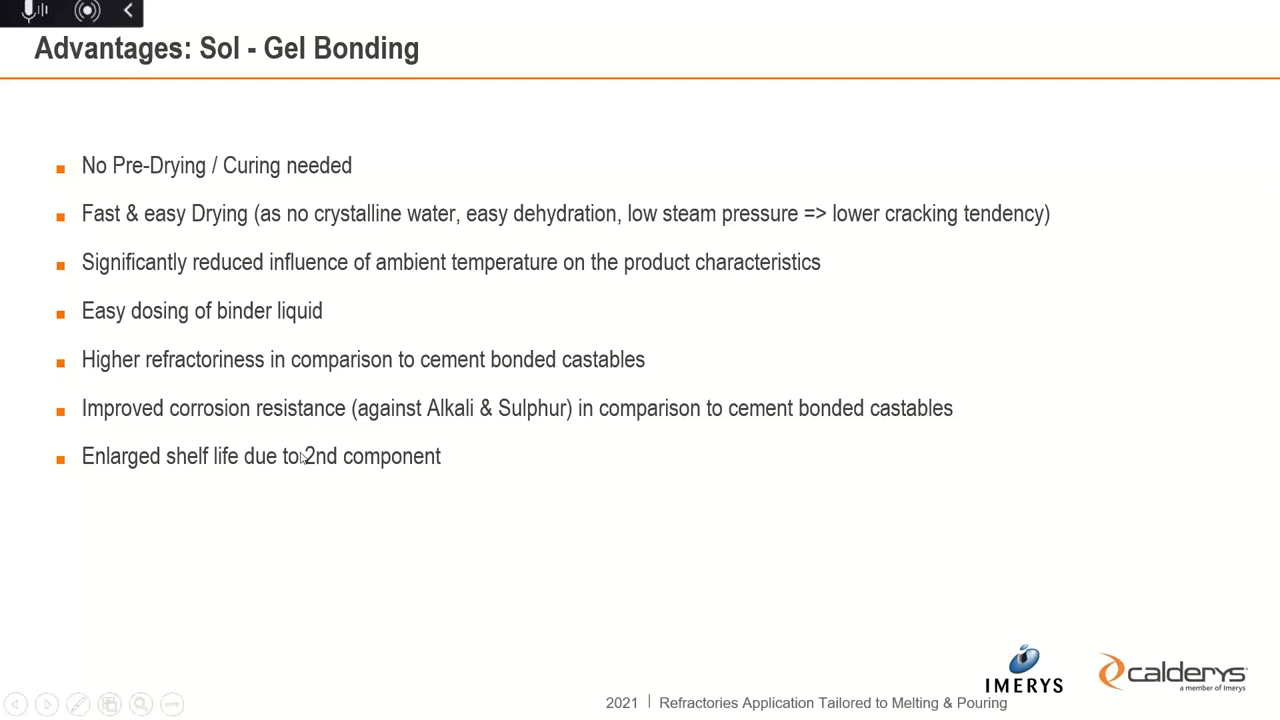 Advantages: Sol - Gel Bonding
No Pre-Drying / Curing needed
Fast & easy Drying (as no crystalline water, easy dehydration, low steam pressure => lower cracking tendency)
Significantly reduced influence of ambient temperature on the product characteristics
Easy dosing of binder liquid
Higher refractoriness in comparison to cement bonded castables
Improved corrosion resistance (against Alkali & Sulphur) in comparison to cement bonded castables
Enlarged shelf life due to 2nd component
IMERYS
calderys
a member of Imerys
2021 | Refractories Application Tailored to Melting & Pouring